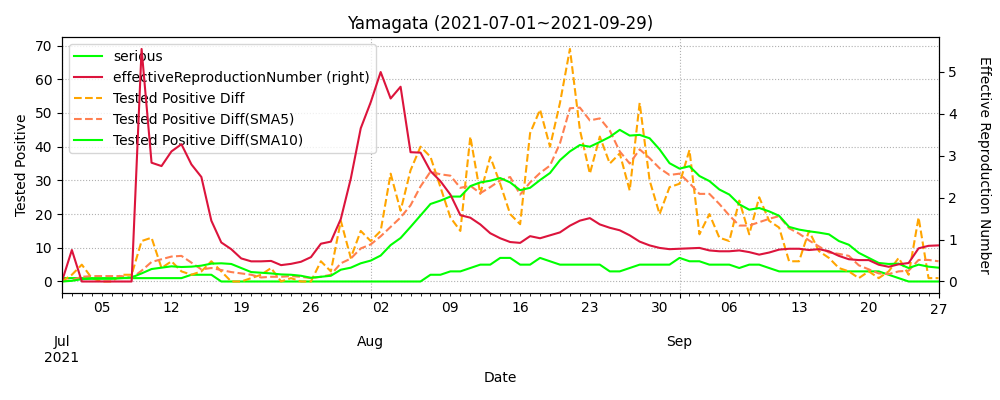 Yamagata (2021-07-01~2021-09-29)
serious
effectiveReproductionNumber (right)
Tested Positive Diff
Tested Positive Diff(SMA5)
Tested Positive Diff(SMA10)
Tested Positive
70
60
50
40
30
20
10
0
5
4
3
2
1
0
Effective Reproduction Number
05 12 19 26 02 09 16 23 30 06 13 20 27
Jul Aug Sep
2021
Date